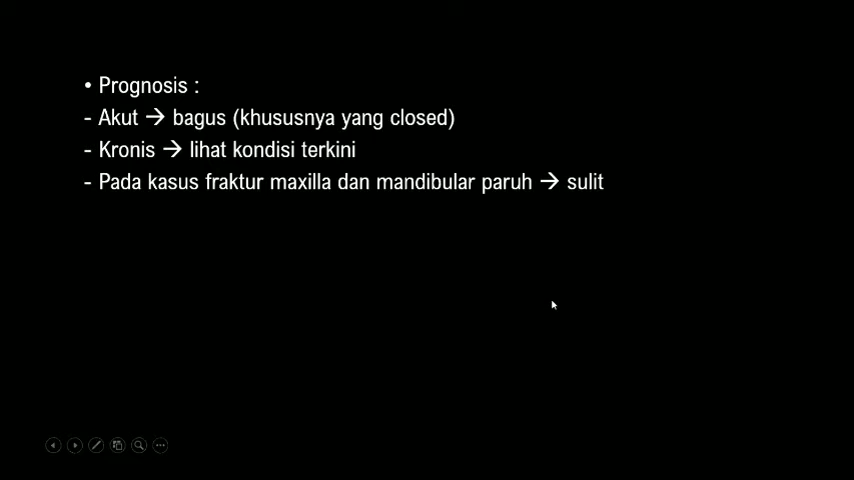 • Prognosis :
- Akut → bagus (khususnya yang closed)
- Kronis → lihat kondisi terkini
- Pada kasus fraktur maxilla dan mandibular paruh → sulit